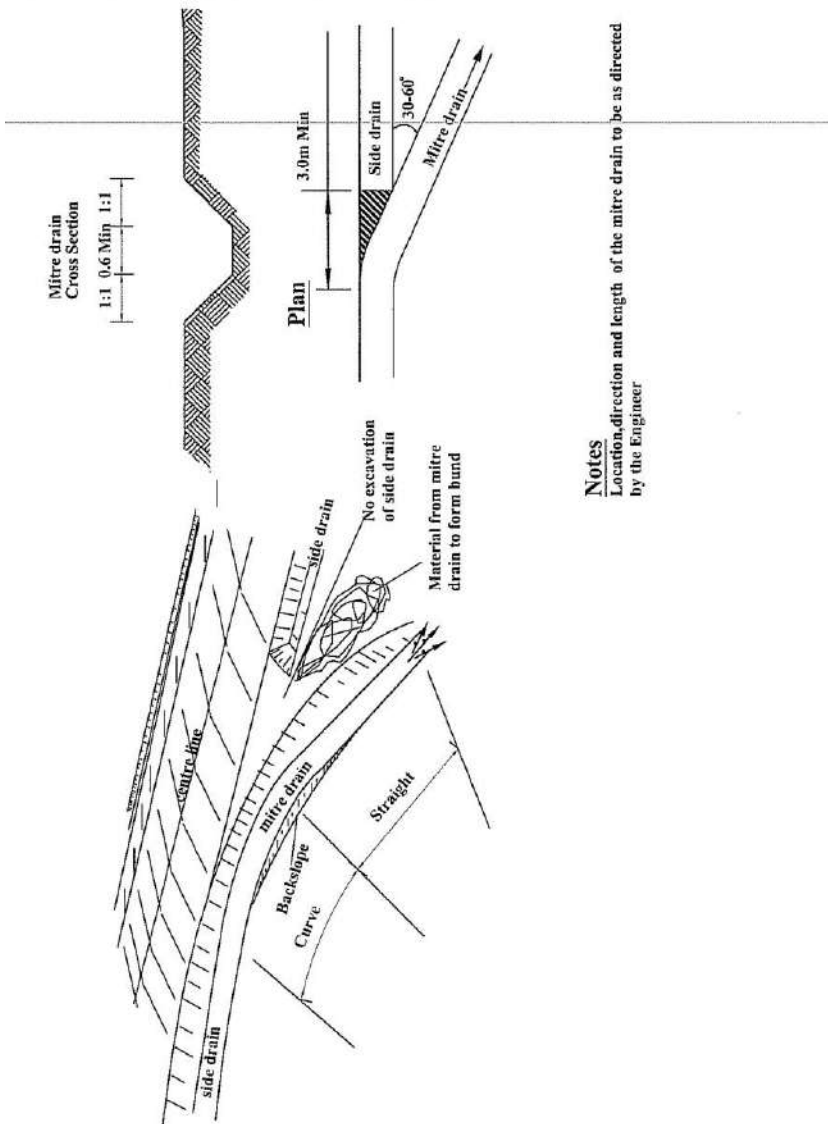 Mitre drain
Cross Section
1:1 0.6 Min 1:1
Plan
3.0m Min
Side drain
30-60°
Mitre drain
centre line
side drain
No excavation
of side drain
Material from mitre
drain to form bund
side drain
mitre drain
Backslope
Curve
Straight
Notes
Location,direction and length of the mitre drain to be as directed
by the Engineer